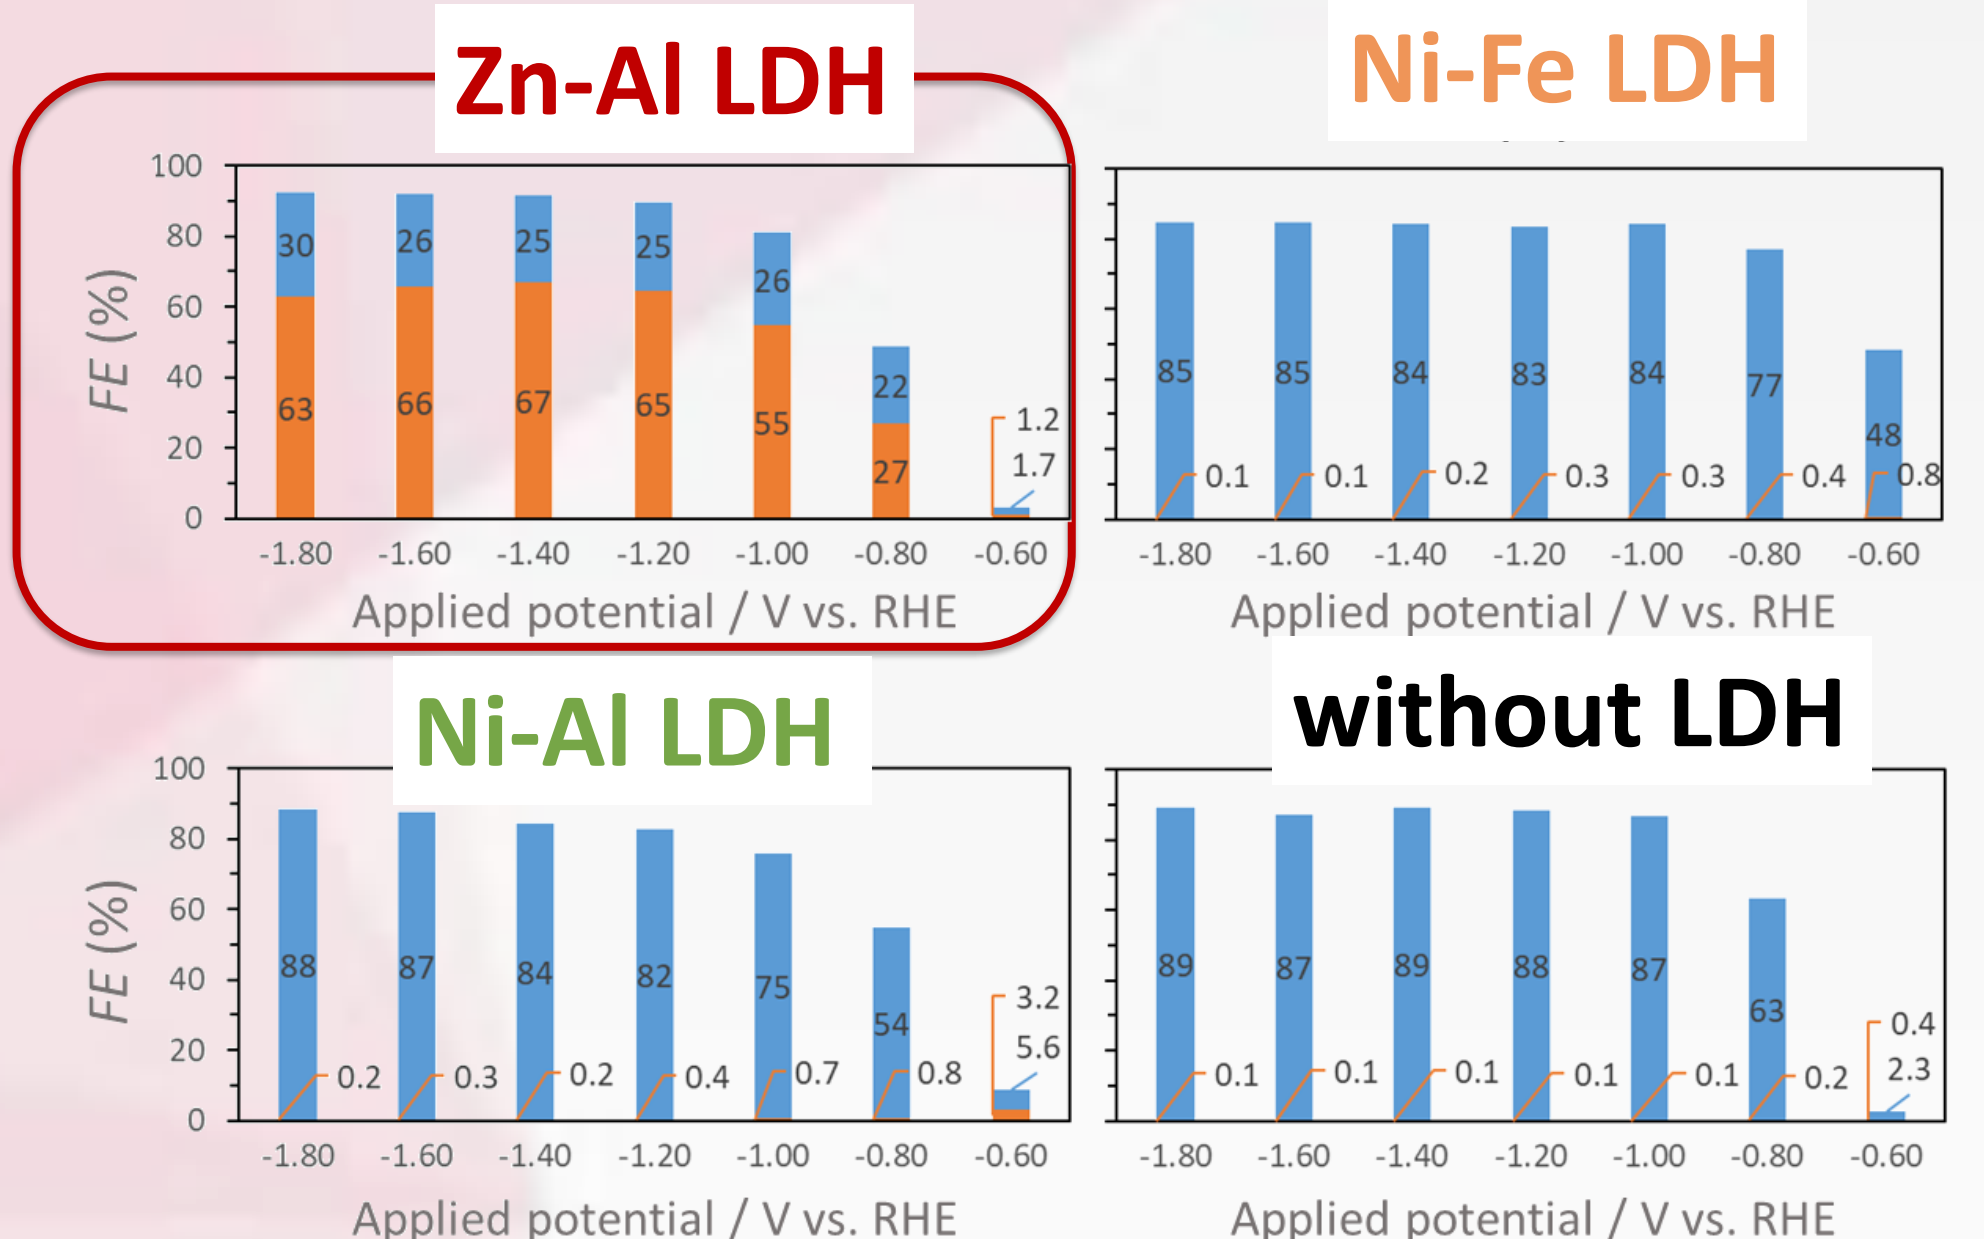 Zn-Al LDH
100
80
60
40
20
0
FE (%)
30 26 25 25 26 22 1.2
63 66 67 65 55 27 1.7
-1.80 -1.60 -1.40 -1.20 -1.00 -0.80 -0.60
Applied potential / V vs. RHE
Ni-Fe LDH
85 85 84 83 84 77 48
0.1 0.1 0.2 0.3 0.3 0.4 0.8
-1.80 -1.60 -1.40 -1.20 -1.00 -0.80 -0.60
Applied potential / V vs. RHE
Ni-Al LDH
100
80
60
40
20
0
FE (%)
88 87 84 82 75 54 3.2
5.6
0.2 0.3 0.2 0.4 0.7 0.8
-1.80 -1.60 -1.40 -1.20 -1.00 -0.80 -0.60
Applied potential / V vs. RHE
without LDH
89 87 89 88 87 63 0.4
2.3
0.1 0.1 0.1 0.1 0.1 0.2
-1.80 -1.60 -1.40 -1.20 -1.00 -0.80 -0.60
Applied potential / V vs. RHE